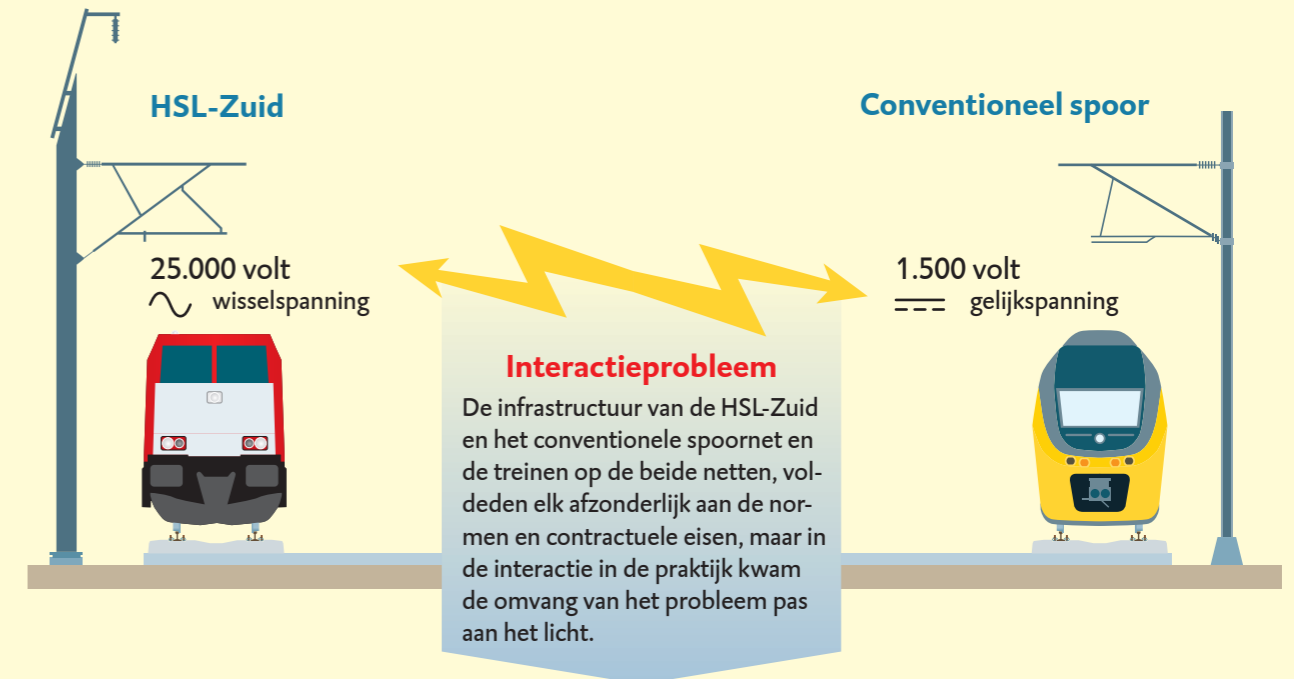 HSL-Zuid
25.000 volt
wisselspanning
Conventioneel spoor
1.500 volt
gelijkspanning
Interactieprobleem
De infrastructuur van de HSL-Zuid
en het conventionele spoornet en
de treinen op de beide netten, vol-
deden elk afzonderlijk aan de nor-
men en contractuele eisen, maar in
de interactie in de praktijk kwam
de omvang van het probleem pas
aan het licht.